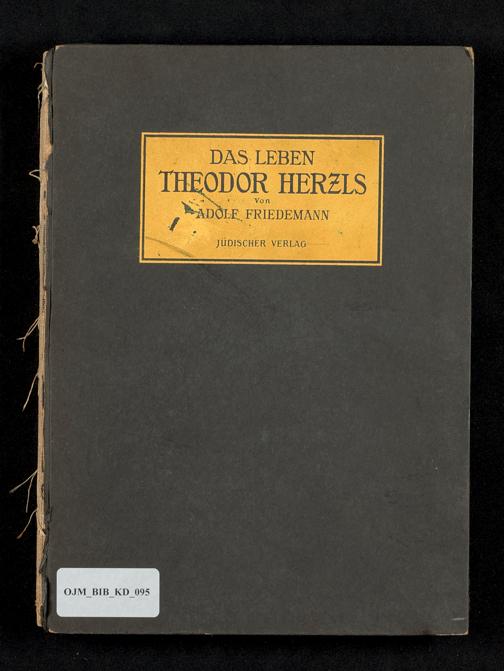 DAS LEBEN
THEODOR HERZLS
Von
ADOLF FRIEDEMANN
JÜDISCHER VERLAG
OJM_BIB_KD_095